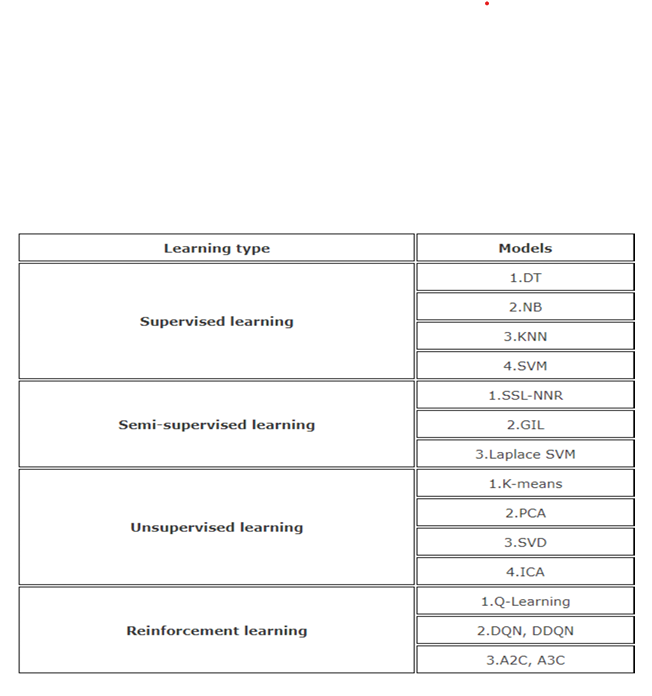 Learning type
Models
Supervised learning
1.DT
2.NB
3.KNN
4.SVM
Semi-supervised learning
1.SSL-NNR
2.GIL
3.Laplace SVM
Unsupervised learning
1.K-means
2.PCA
3.SVD
4.ICA
Reinforcement learning
1.Q-Learning
2.DQN, DDQN
3.A2C, A3C